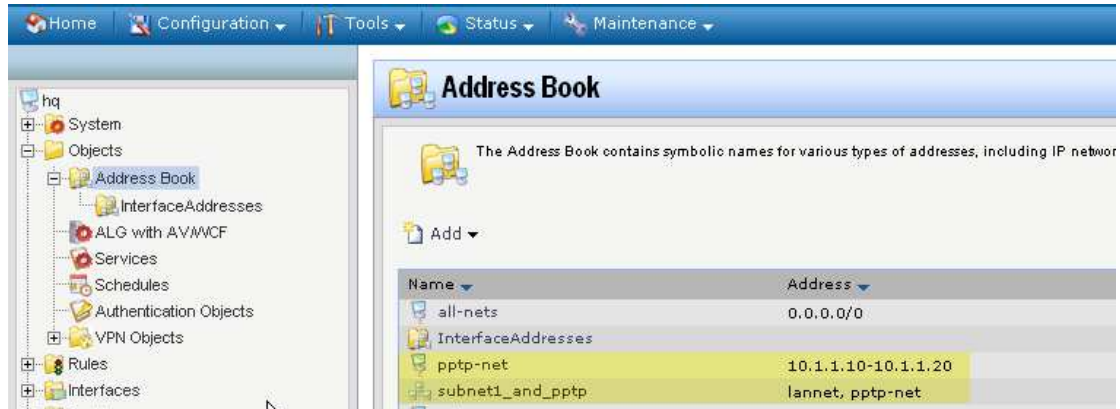 Home Configuration Tools Status Maintenance
hq
System
Objects
Address Book
InterfaceAddresses
ALG with AV/WCF
Services
Schedules
Authentication Objects
VPN Objects
Rules
Interfaces
Address Book
The Address Book contains symbolic names for various types of addresses, including IP networ
Add
Name Address
all-nets 0.0.0.0/0
InterfaceAddresses
pptp-net 10.1.1.10-10.1.1.20
subnet1_and_pptp lannet, pptp-net